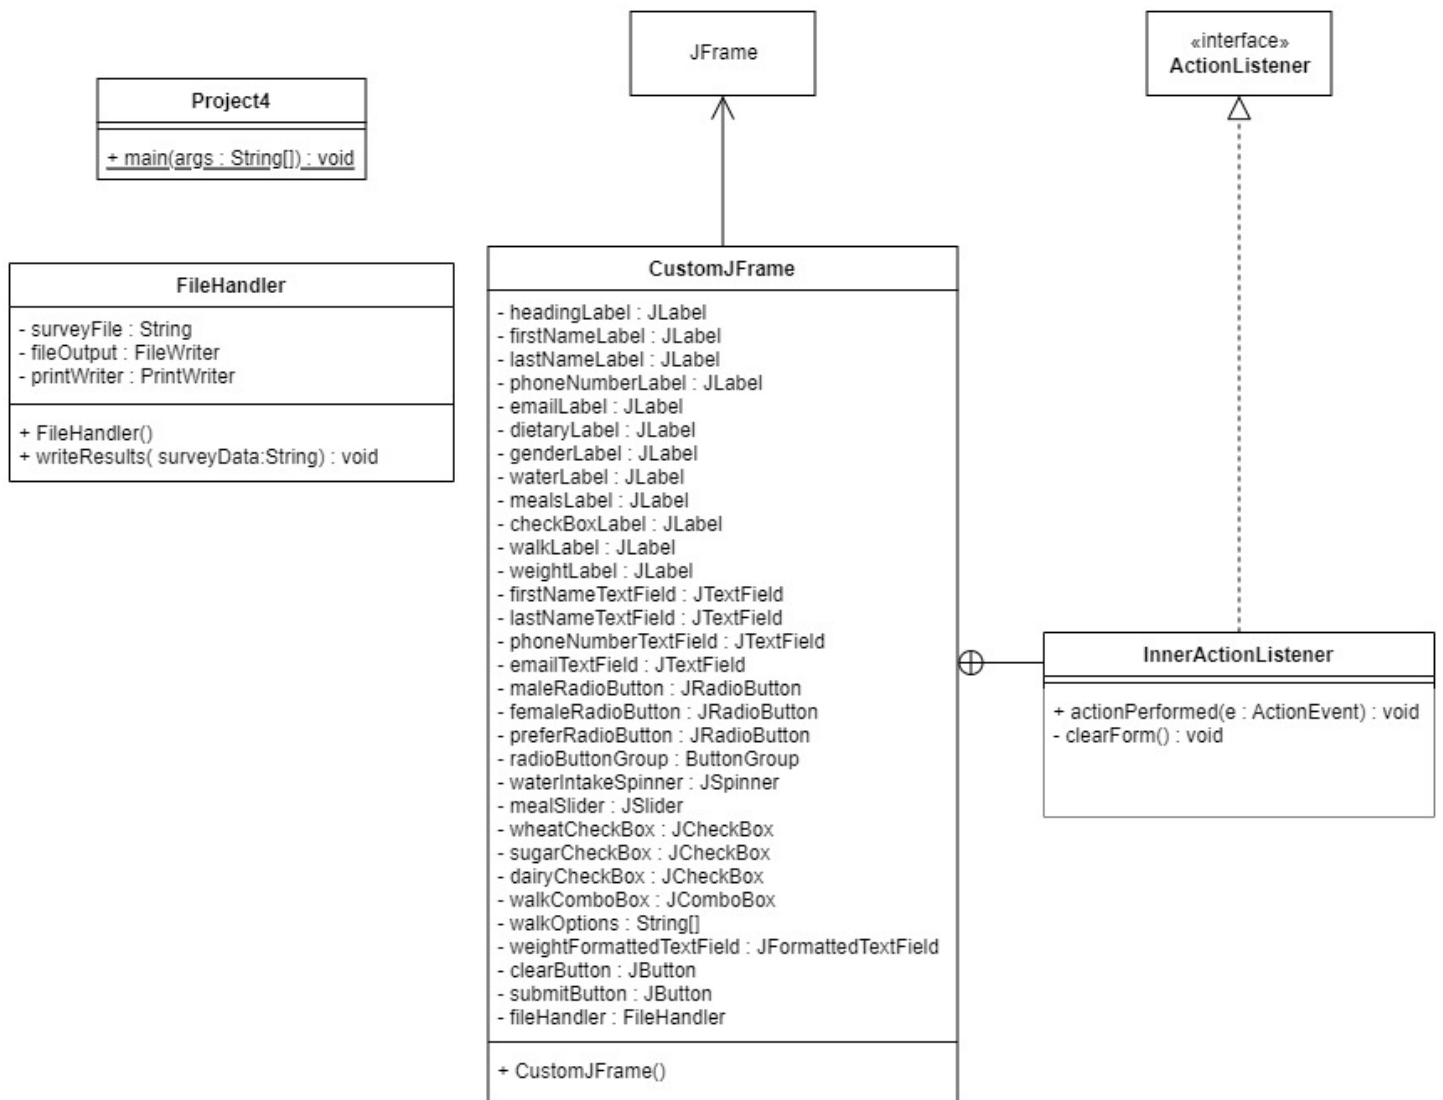 JFrame
«interface»
ActionListener
Project4
+ main(args : String[]) : void
FileHandler
- surveyFile : String
- fileOutput : FileWriter
- printWriter : PrintWriter
+ FileHandler()
+ writeResults( surveyData:String) : void
CustomJFrame
- headingLabel : JLabel
- firstNameLabel : JLabel
- lastNameLabel : JLabel
- phoneNumberLabel : JLabel
- emailLabel : JLabel
- dietaryLabel : JLabel
- genderLabel : JLabel
- waterLabel : JLabel
- mealsLabel : JLabel
- checkBoxLabel : JLabel
- walkLabel : JLabel
- weightLabel : JLabel
- firstNameTextField : JTextField
- lastNameTextField : JTextField
- phoneNumberTextField : JTextField
- emailTextField : JTextField
- maleRadioButton : JRadioButton
- femaleRadioButton : JRadioButton
- preferRadioButton : JRadioButton
- radioButtonGroup : ButtonGroup
- waterIntakeSpinner : JSpinner
- mealSlider : JSlider
- wheatCheckBox : JCheckBox
- sugarCheckBox : JCheckBox
- dairyCheckBox : JCheckBox
- walkComboBox : JComboBox
- walkOptions : String[]
- weightFormattedTextField : JFormattedTextField
- clearButton : JButton
- submitButton : JButton
- fileHandler : FileHandler
+ CustomJFrame()
InnerActionListener
+ actionPerformed(e : ActionEvent) : void
- clearForm() : void